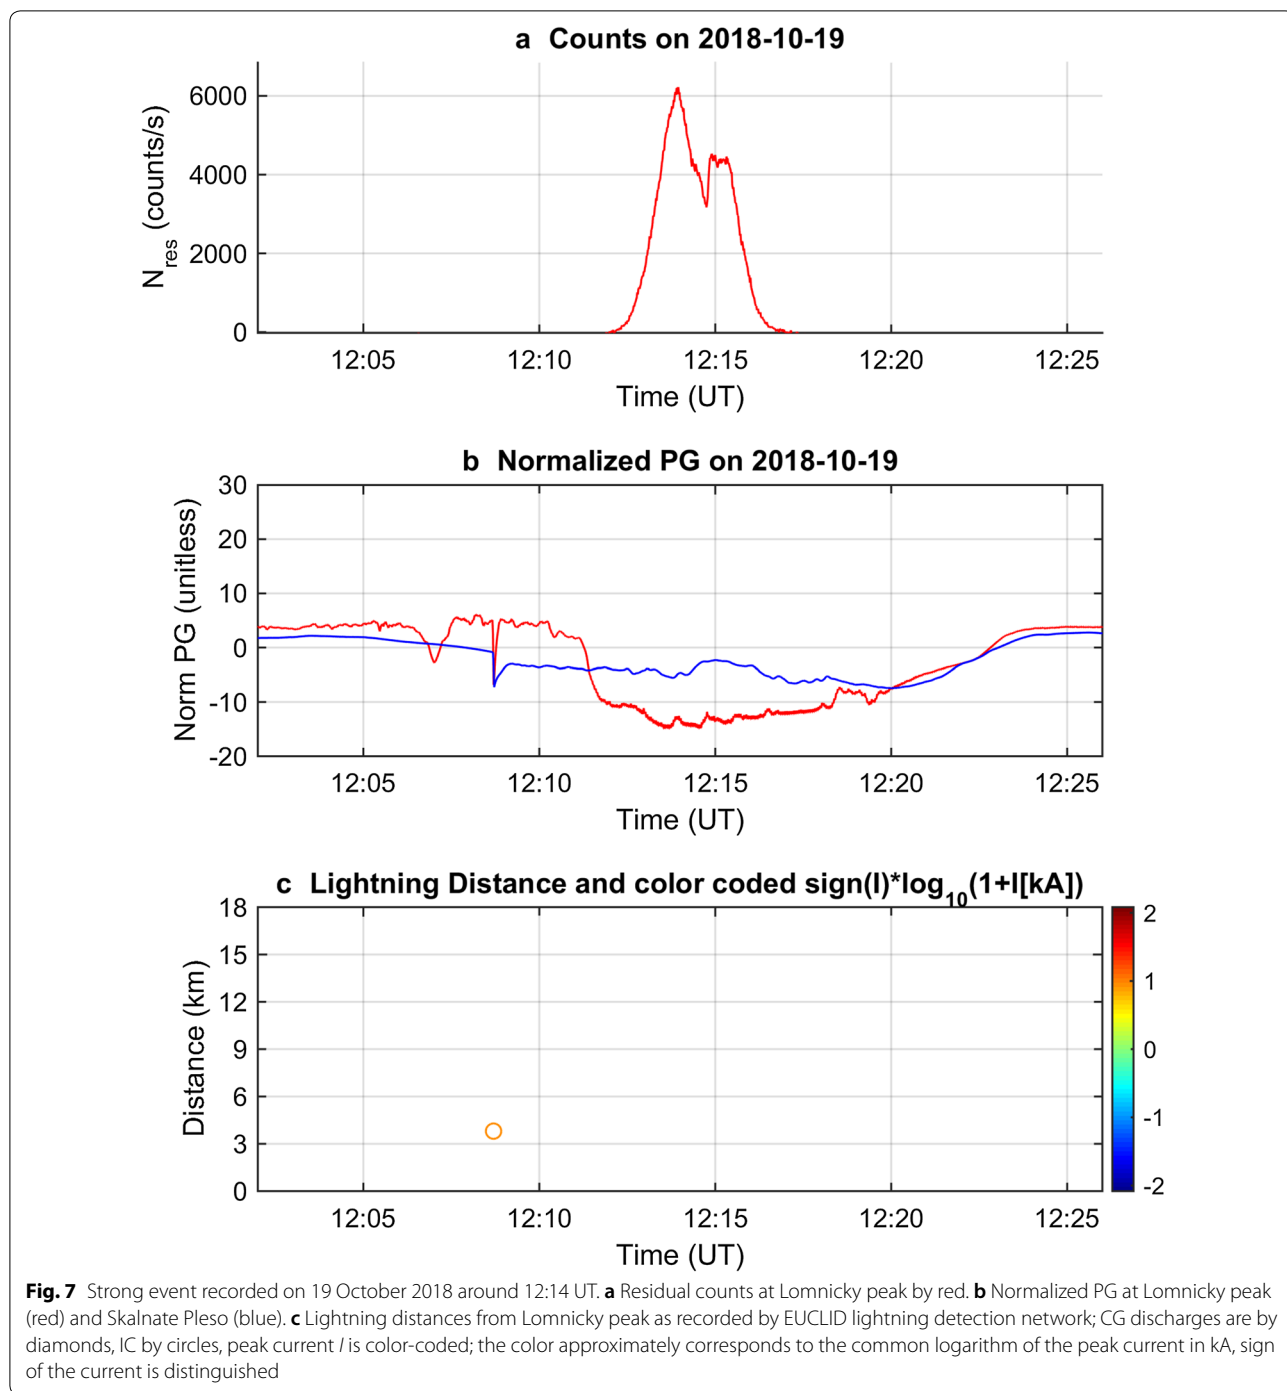 a Counts on 2018-10-19
6000
4000
2000
0
N_res (counts/s)
12:05 12:10 12:15 12:20 12:25
Time (UT)
b Normalized PG on 2018-10-19
30
20
10
0
-10
-20
Norm PG (unitless)
12:05 12:10 12:15 12:20 12:25
Time (UT)
c Lightning Distance and color coded sign(I)*log_10(1+I[kA])
18
15
12
9
6
3
0
Distance (km)
2
1
0
-1
-2
12:05 12:10 12:15 12:20 12:25
Time (UT)
Fig. 7 Strong event recorded on 19 October 2018 around 12:14 UT. a Residual counts at Lomnicky peak by red. b Normalized PG at Lomnicky peak
(red) and Skalnate Pleso (blue). c Lightning distances from Lomnicky peak as recorded by EUCLID lightning detection network; CG discharges are by
diamonds, IC by circles, peak current I is color-coded; the color approximately corresponds to the common logarithm of the peak current in kA, sign
of the current is distinguished